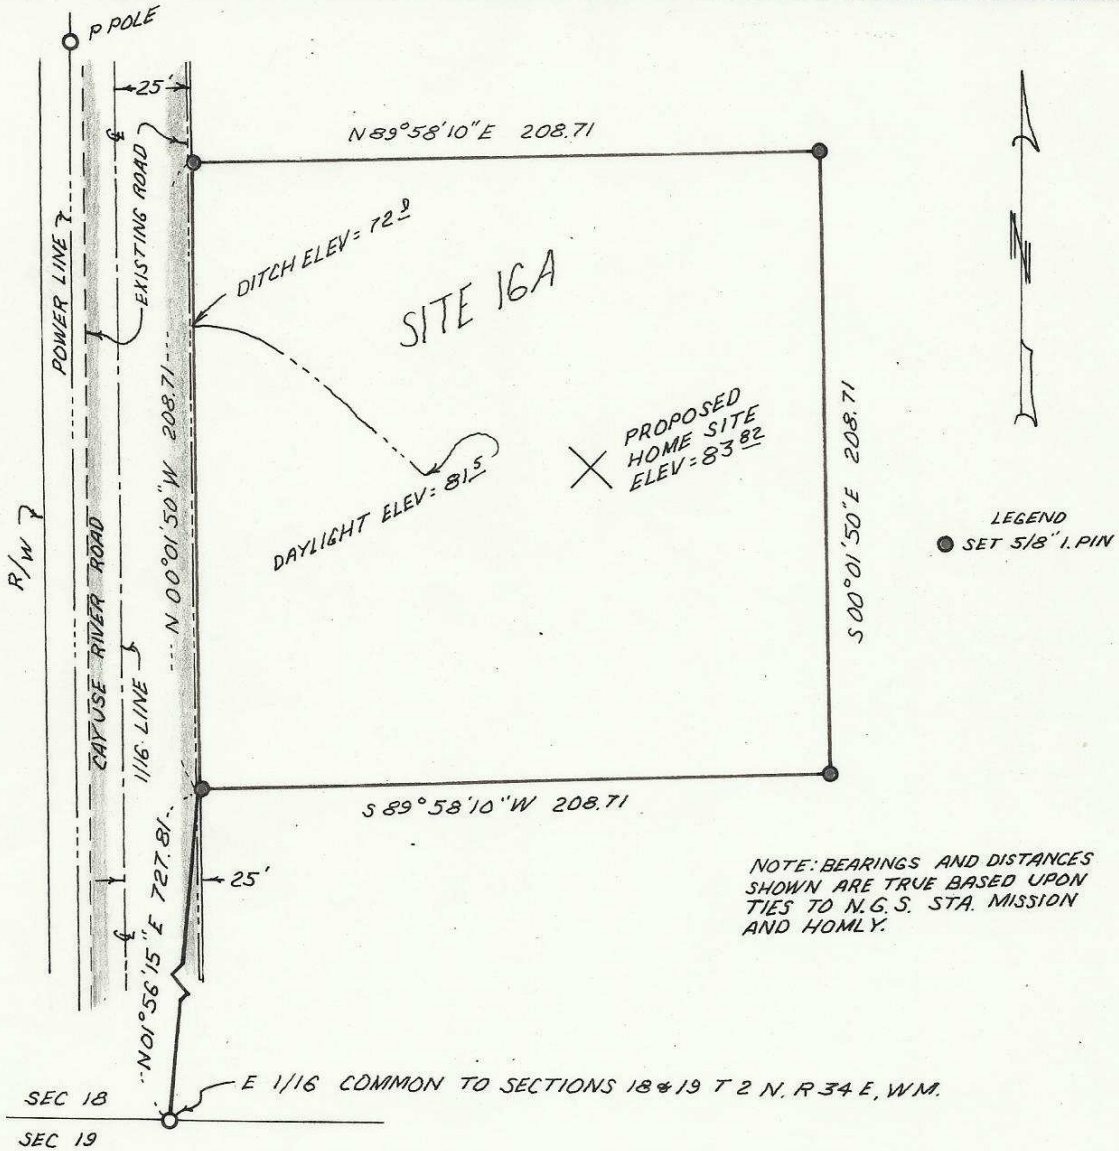 P POLE
25'
N 89°58'10" E 208.71
℄
EXISTING ROAD
POWER LINE
DITCH ELEV = 72
SITE 16A
N
PROPOSED
HOME SITE
ELEV = 83 82
DAYLIGHT ELEV = 81.5
N 00°01'50" W 208.71
S 00°01'50" E 208.71
R/W
CAYUSE RIVER ROAD
1/16 LINE
LEGEND
SET 5/8" I. PIN
S 89°58'10" W 208.71
25'
℄
N01°56'15" E 727.81
NOTE: BEARINGS AND DISTANCES
SHOWN ARE TRUE BASED UPON
TIES TO N.G.S. STA. MISSION
AND HOMLY.
E 1/16 COMMON TO SECTIONS 18 & 19 T 2 N. R 34 E, WM.
SEC 18
SEC 19